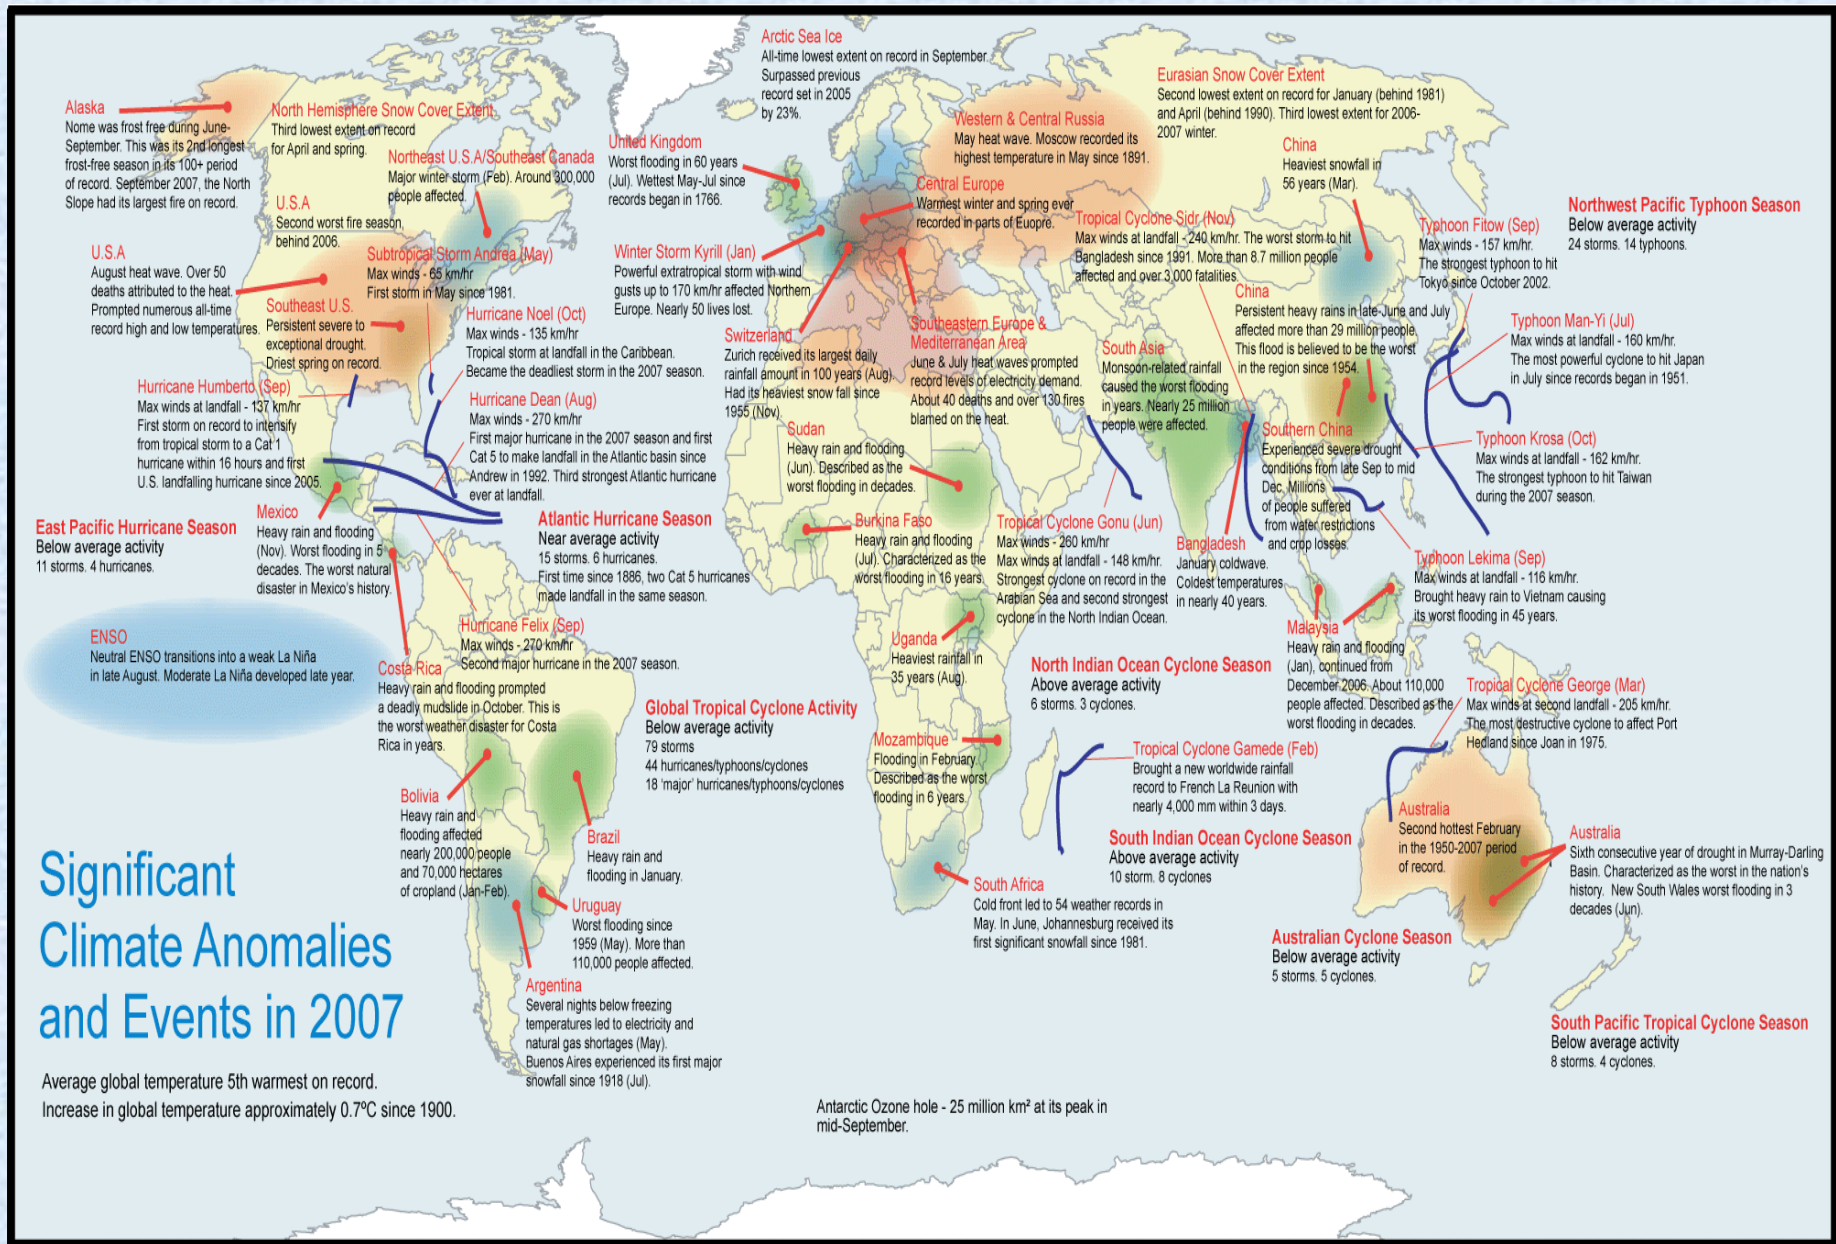 Arctic Sea Ice
All-time lowest extent on record in September
Surpassed previous
record set in 2005
by 23%.
Eurasian Snow Cover Extent
Second lowest extent on record for January (behind 1981)
and April (behind 1990). Third lowest extent for 2006-
2007 winter.
Alaska
Nome was frost free during June-
September. This was its 2nd longest
frost-free season in its 100+ period
of record. September 2007, the North
Slope had its largest fire on record.
North Hemisphere Snow Cover Extent
Third lowest extent on record
for April and spring.
Northeast U.S.A/Southeast Canada
Major winter storm (Feb). Around 300,000
people affected.
United Kingdom
Worst flooding in 60 years
(Jul). Wettest May-Jul since
records began in 1766.
Western & Central Russia
May heat wave. Moscow recorded its
highest temperature in May since 1891.
China
Heaviest snowfall in
56 years (Mar).
Central Europe
Warmest winter and spring ever
recorded in parts of Euopre.
U.S.A
Second worst fire season,
behind 2006.
U.S.A
August heat wave. Over 50
deaths attributed to the heat.
Prompted numerous all-time
record high and low temperatures.
Subtropical Storm Andrea (May)
Max winds - 65 km/hr
First storm in May since 1981.
Winter Storm Kyrill (Jan)
Powerful extratropical storm with wind
gusts up to 170 km/hr affected Northern
Europe. Nearly 50 lives lost.
Tropical Cyclone Sidr (Nov)
Max winds at landfall - 240 km/hr. The worst storm to hit
Bangladesh since 1991. More than 8.7 million people
affected and over 3,000 fatalities.
Typhoon Fitow (Sep)
Max winds - 157 km/hr.
The strongest typhoon to hit
Tokyo since October 2002.
Northwest Pacific Typhoon Season
Below average activity
24 storms. 14 typhoons.
Southeast U.S.
Persistent severe to
exceptional drought.
Driest spring on record.
Hurricane Noel (Oct)
Max winds - 135 km/hr
Tropical storm at landfall in the Caribbean.
Became the deadliest storm in the 2007 season.
Switzerland
Zurich received its largest daily
rainfall amount in 100 years (Aug).
Had its heaviest snow fall since
1955 (Nov).
Southeastern Europe &
Mediterranean Area
June & July heat waves prompted
record levels of electricity demand.
About 40 deaths and over 130 fires
blamed on the heat.
South Asia
Monsoon-related rainfall
caused the worst flooding
in years. Nearly 25 million
people were affected.
China
Persistent heavy rains in late-June and July
affected more than 29 million people.
This flood is believed to be the worst
in the region since 1954.
Typhoon Man-Yi (Jul)
Max winds at landfall - 160 km/hr.
The most powerful cyclone to hit Japan
in July since records began in 1951.
Hurricane Humberto (Sep)
Max winds at landfall - 137 km/hr
First storm on record to intensify
from tropical storm to a Cat 1
hurricane within 16 hours and first
U.S. landfalling hurricane since 2005.
Hurricane Dean (Aug)
Max winds - 270 km/hr
First major hurricane in the 2007 season and first
Cat 5 to make landfall in the Atlantic basin since
Andrew in 1992. Third strongest Atlantic hurricane
ever at landfall.
Sudan
Heavy rain and flooding
(Jun). Described as the
worst flooding in decades.
Southern China
Experienced severe drought
conditions from late Sep to mid
Dec. Millions
of people suffered
from water restrictions
and crop losses.
Typhoon Krosa (Oct)
Max winds at landfall - 162 km/hr.
The strongest typhoon to hit Taiwan
during the 2007 season.
East Pacific Hurricane Season
Below average activity
11 storms. 4 hurricanes.
Mexico
Heavy rain and flooding
(Nov). Worst flooding in 5
decades. The worst natural
disaster in Mexico's history.
Atlantic Hurricane Season
Near average activity
15 storms. 6 hurricanes.
First time since 1886, two Cat 5 hurricanes
made landfall in the same season.
Burkina Faso
Heavy rain and flooding
(Jul). Characterized as the
worst flooding in 16 years.
Tropical Cyclone Gonu (Jun)
Max winds - 260 km/hr
Max winds at landfall - 148 km/hr.
Strongest cyclone on record in the
Arabian Sea and second strongest
cyclone in the North Indian Ocean.
Bangladesh
January coldwave.
Coldest temperatures
in nearly 40 years.
Typhoon Lekima (Sep)
Max winds at landfall - 116 km/hr.
Brought heavy rain to Vietnam causing
its worst flooding in 45 years.
ENSO
Neutral ENSO transitions into a weak La Niña
in late August. Moderate La Niña developed late year.
Hurricane Felix (Sep)
Max winds - 270 km/hr
Second major hurricane in the 2007 season.
Costa Rica
Heavy rain and flooding prompted
a deadly mudslide in October. This is
the worst weather disaster for Costa
Rica in years.
Uganda
Heaviest rainfall in
35 years (Aug).
North Indian Ocean Cyclone Season
Above average activity
6 storms. 3 cyclones.
Malaysia
Heavy rain and flooding
(Jan), continued from
December 2006. About 110,000
people affected. Described as the
worst flooding in decades.
Tropical Cyclone George (Mar)
Max winds at second landfall - 205 km/hr.
The most destructive cyclone to affect Port
Hedland since Joan in 1975.
Global Tropical Cyclone Activity
Below average activity
79 storms
44 hurricanes/typhoons/cyclones
18 'major' hurricanes/typhoons/cyclones
Mozambique
Flooding in February.
Described as the worst
flooding in 6 years.
Tropical Cyclone Gamede (Feb)
Brought a new worldwide rainfall
record to French La Reunion with
nearly 4,000 mm within 3 days.
Bolivia
Heavy rain and
flooding affected
nearly 200,000 people
and 70,000 hectares
of cropland (Jan-Feb).
Brazil
Heavy rain and
flooding in January.
South Indian Ocean Cyclone Season
Above average activity
10 storm. 8 cyclones
Australia
Second hottest February
in the 1950-2007 period
of record.
Australia
Sixth consecutive year of drought in Murray-Darling
Basin. Characterized as the worst in the nation's
history. New South Wales worst flooding in 3
decades (Jun).
Significant
Climate Anomalies
and Events in 2007
Uruguay
Worst flooding since
1959 (May). More than
110,000 people affected.
South Africa
Cold front led to 54 weather records in
May. In June, Johannesburg received its
first significant snowfall since 1981.
Australian Cyclone Season
Below average activity
5 storms. 5 cyclones.
Argentina
Several nights below freezing
temperatures led to electricity and
natural gas shortages (May).
Buenos Aires experienced its first major
snowfall since 1918 (Jul).
South Pacific Tropical Cyclone Season
Below average activity
8 storms. 4 cyclones.
Average global temperature 5th warmest on record.
Increase in global temperature approximately 0.7ºC since 1900.
Antarctic Ozone hole - 25 million km² at its peak in
mid-September.